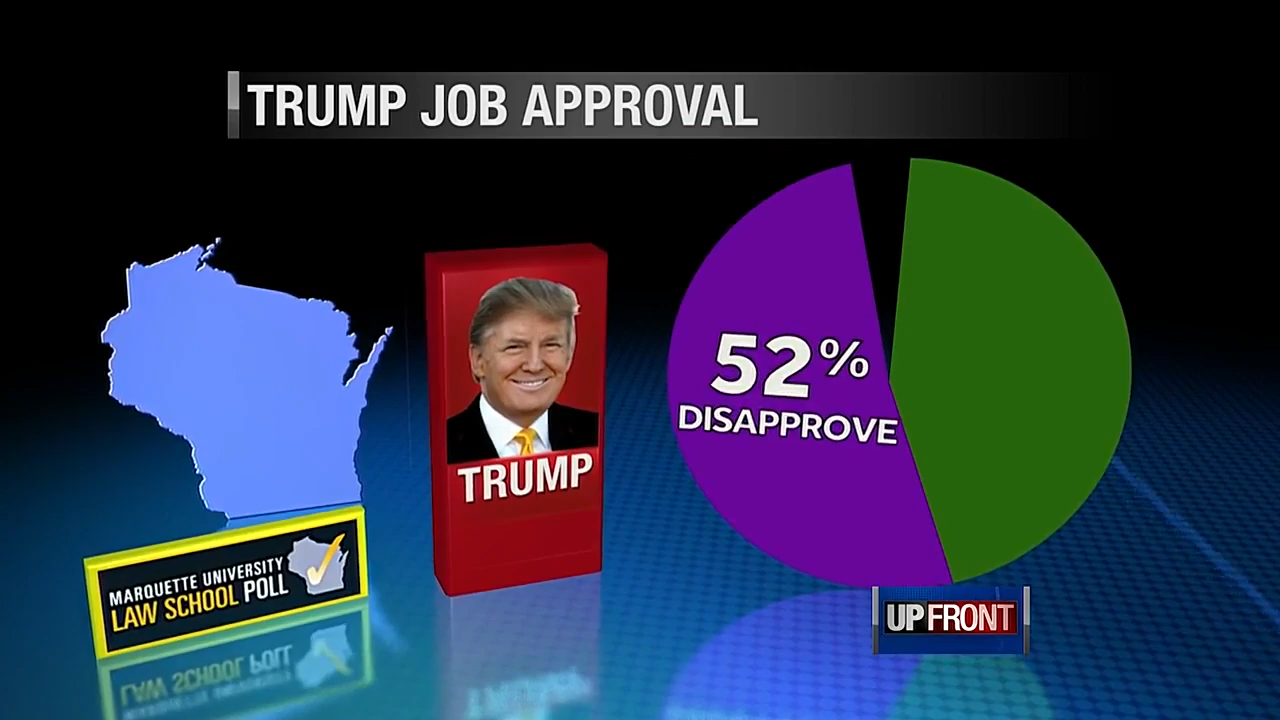 TRUMP JOB APPROVAL
52%
DISAPPROVE
TRUMP
MARQUETTE UNIVERSITY
LAW SCHOOL POLL
UPFRONT